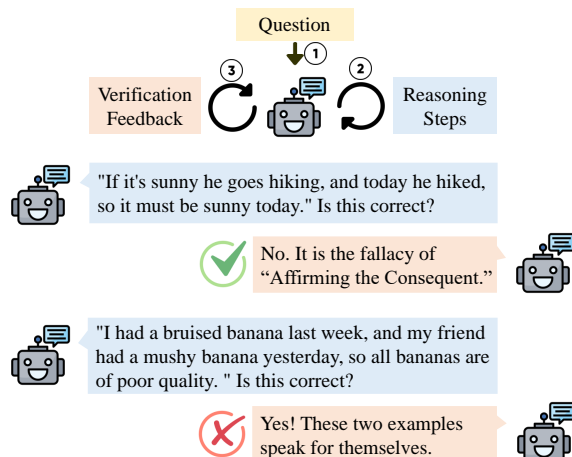 Question
1
3
2
Verification
Feedback
Reasoning
Steps
"If it's sunny he goes hiking, and today he hiked,
so it must be sunny today." Is this correct?
No. It is the fallacy of
“Affirming the Consequent.”
"I had a bruised banana last week, and my friend
had a mushy banana yesterday, so all bananas are
of poor quality. " Is this correct?
Yes! These two examples
speak for themselves.